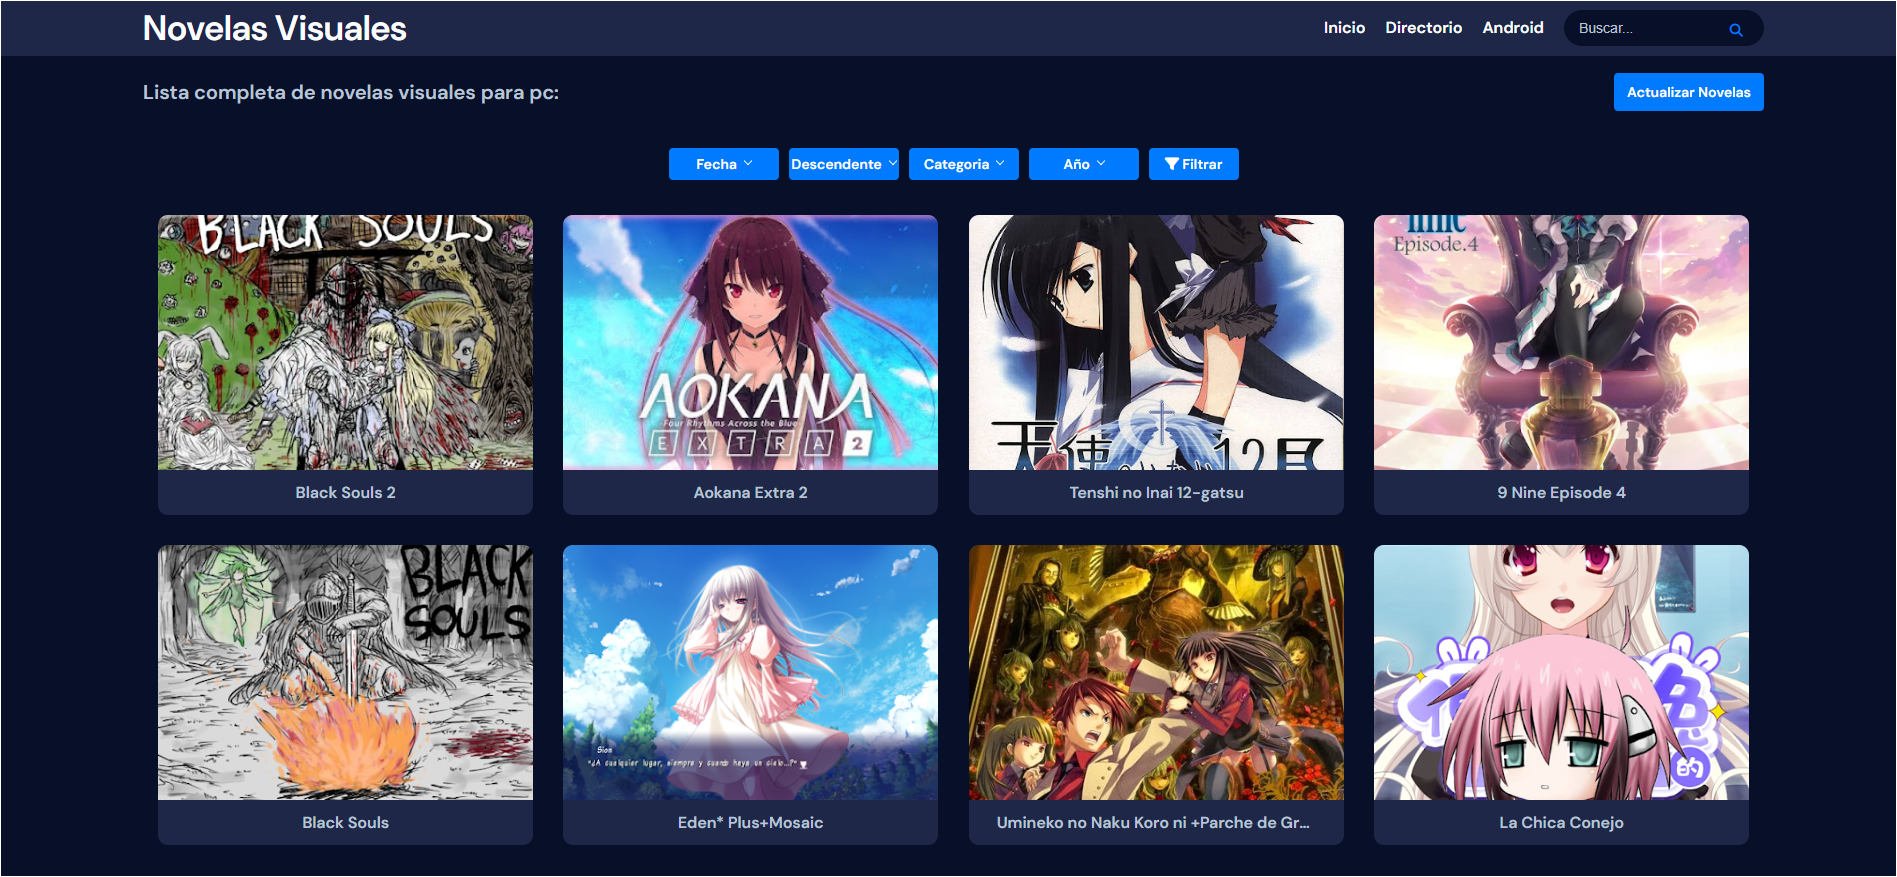 Novelas Visuales
Inicio Directorio Android Buscar...
Lista completa de novelas visuales para pc:
Actualizar Novelas
Fecha Descendente Categoria Año Filtrar
BLACK SOULS
AOKANA
Four Rhythms Across the Blue
EXTRA 2
天使のいない12月
Episode.4
Black Souls 2
Aokana Extra 2
Tenshi no Inai 12-gatsu
9 Nine Episode 4
BLACK
SOULS
Sion
"¿A cualquier lugar, siempre y cuando haya un cielo...?"
的
Black Souls
Eden* Plus+Mosaic
Umineko no Naku Koro ni +Parche de Gr...
La Chica Conejo